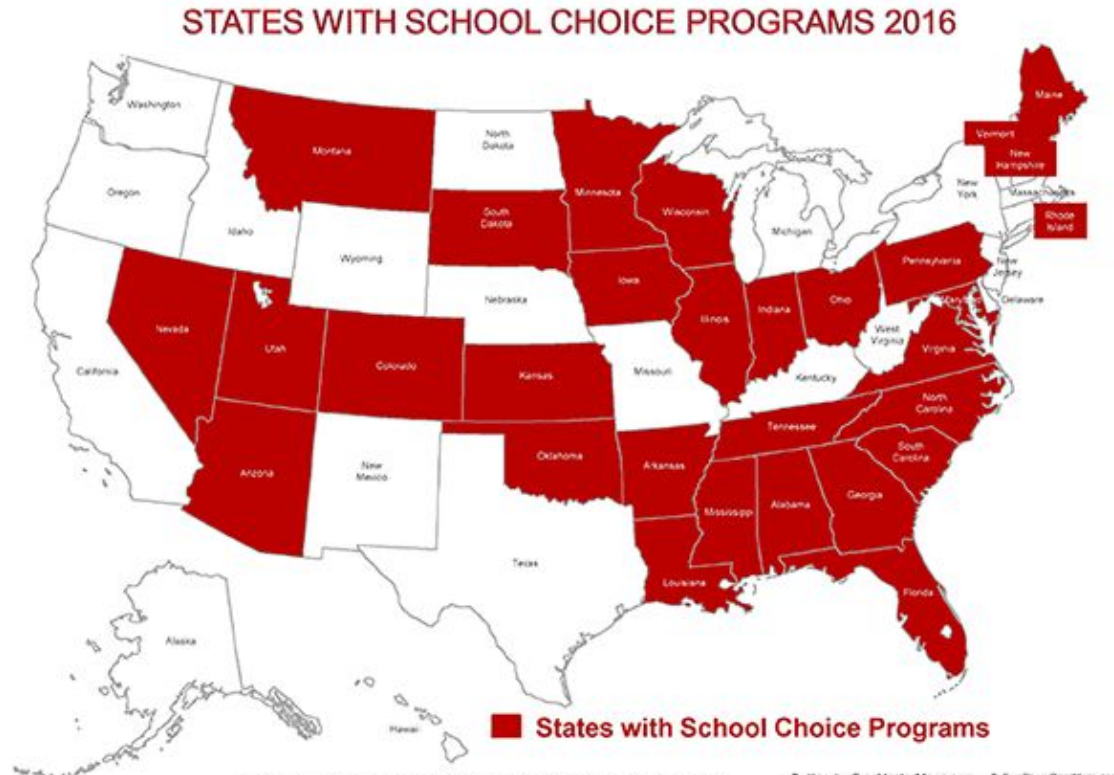 STATES WITH SCHOOL CHOICE PROGRAMS 2016
Washington
Oregon
California
Idaho
Nevada
Montana
Wyoming
Utah
Arizona
Colorado
New
Mexico
North
Dakota
South
Dakota
Nebraska
Kansas
Oklahoma
Texas
Minnesota
Iowa
Missouri
Arkansas
Louisiana
Wisconsin
Illinois
Michigan
Indiana
Ohio
Kentucky
Tennessee
Mississippi
Alabama
Georgia
Florida
South
Carolina
North
Carolina
Virginia
West
Virginia
Maryland
Delaware
Pennsylvania
New
Jersey
New
York
Massachusetts
Rhode
Island
Vermont
New
Hampshire
Maine
Alaska
Hawaii
States with School Choice Programs